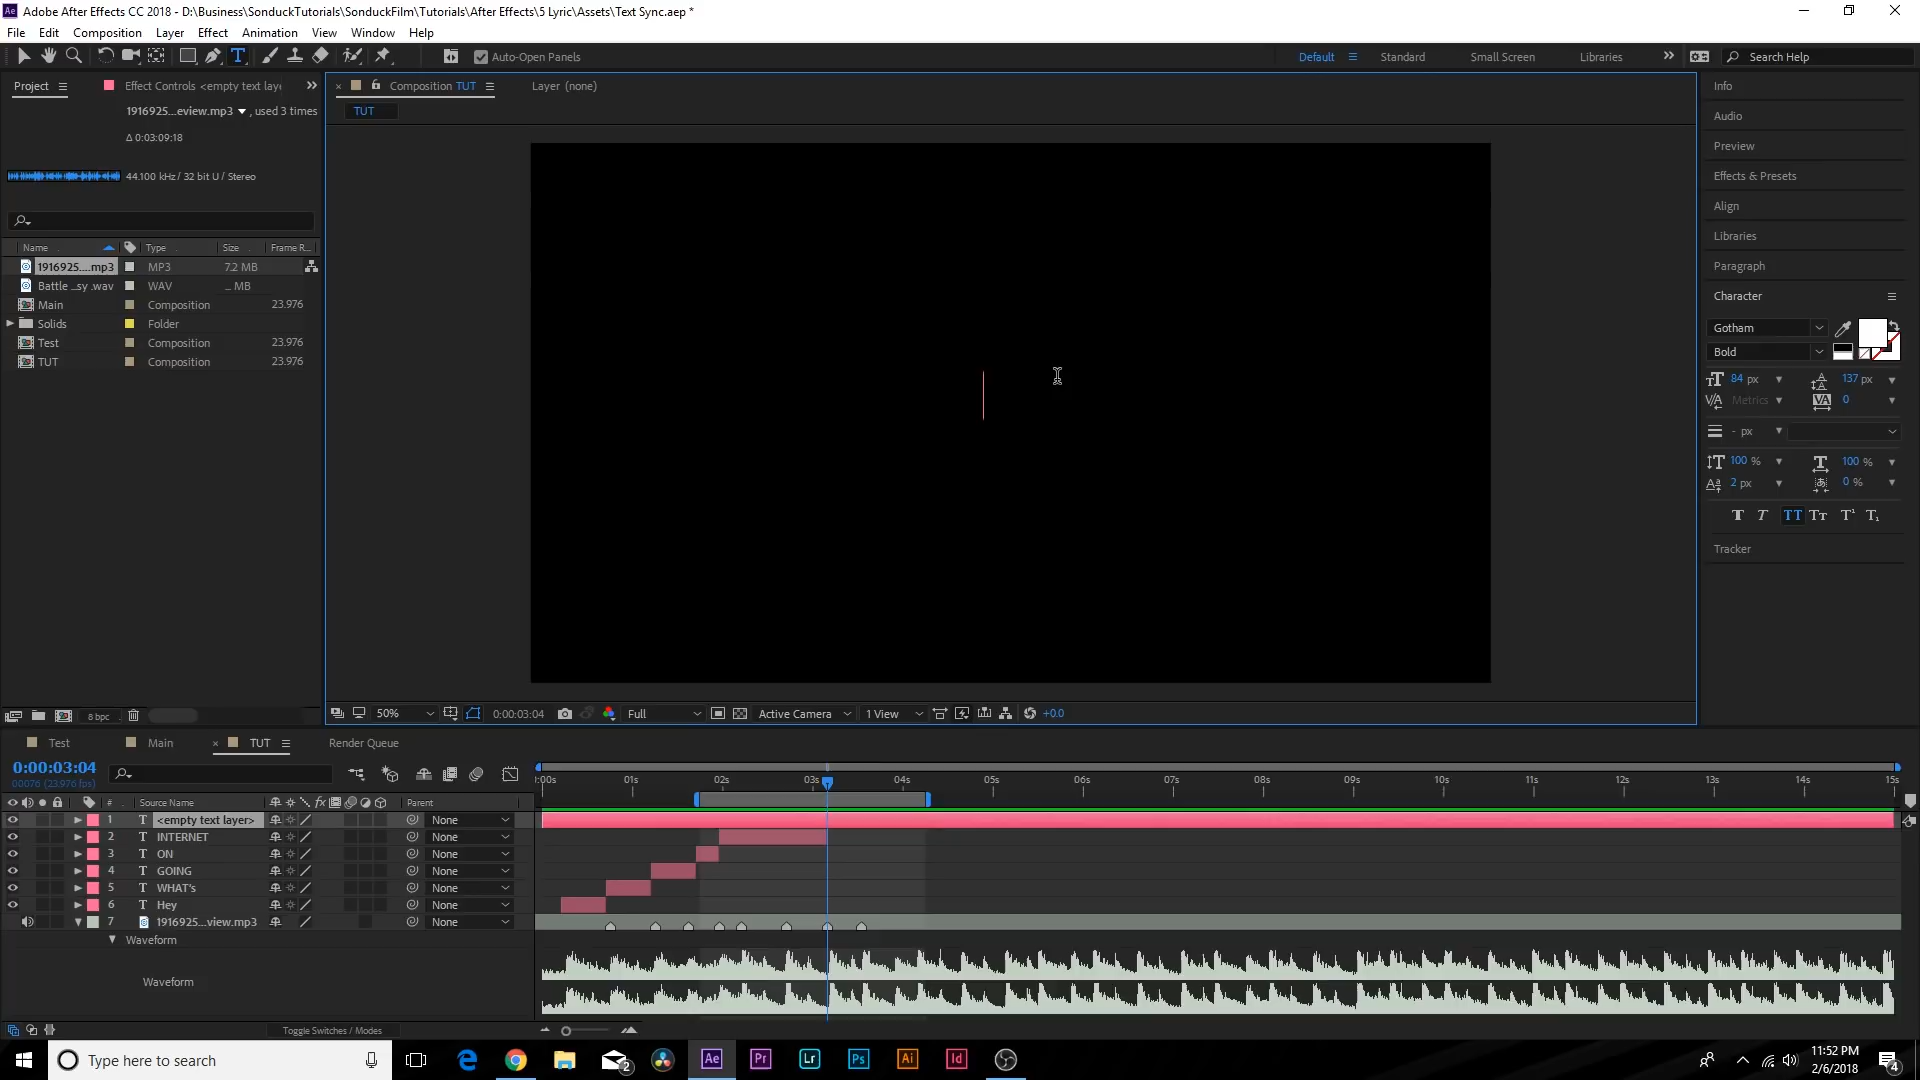 Adobe After Effects CC 2018 - D:\Business\SonduckTutorials\SonduckFilm\Tutorials\After Effects\5 Lyric\Assets\Text Sync.aep *
File Edit Composition Layer Effect Animation View Window Help
Auto-Open Panels Default Standard Small Screen Libraries Search Help
Project Effect Controls <empty text laye
1916925...eview.mp3 , used 3 times
Δ 0:03:09;18
44.100 kHz / 32 bit U / Stereo
Name Type Size Frame R...
1916925....mp3 MP3 7.2 MB
Battle ...sy .wav WAV ... MB
Main Composition 23.976
Solids Folder
Test Composition 23.976
TUT Composition 23.976
8 bpc
Composition TUT Layer (none)
TUT
50% 0:00:03:04 Full Active Camera 1 View +0.0
Info
Audio
Preview
Effects & Presets
Align
Libraries
Paragraph
Character
Gotham
Bold
84 px 137 px
Metrics 0
- px
100 % 100 %
2 px 0 %
Tracker
Test Main TUT Render Queue
0:00:03:04
00076 (23.976 fps)
:00s 01s 02s 03s 04s 05s 06s 07s 08s 09s 10s 11s 12s 13s 14s 15s
# Source Name Parent
1 <empty text layer> None
2 INTERNET None
3 ON None
4 GOING None
5 WHAT's None
6 Hey None
7 1916925...view.mp3 None
Waveform
Waveform
Toggle Switches / Modes
Type here to search
Ae Pr Lr Ps Ai Id
2
11:52 PM
2/6/2018
4